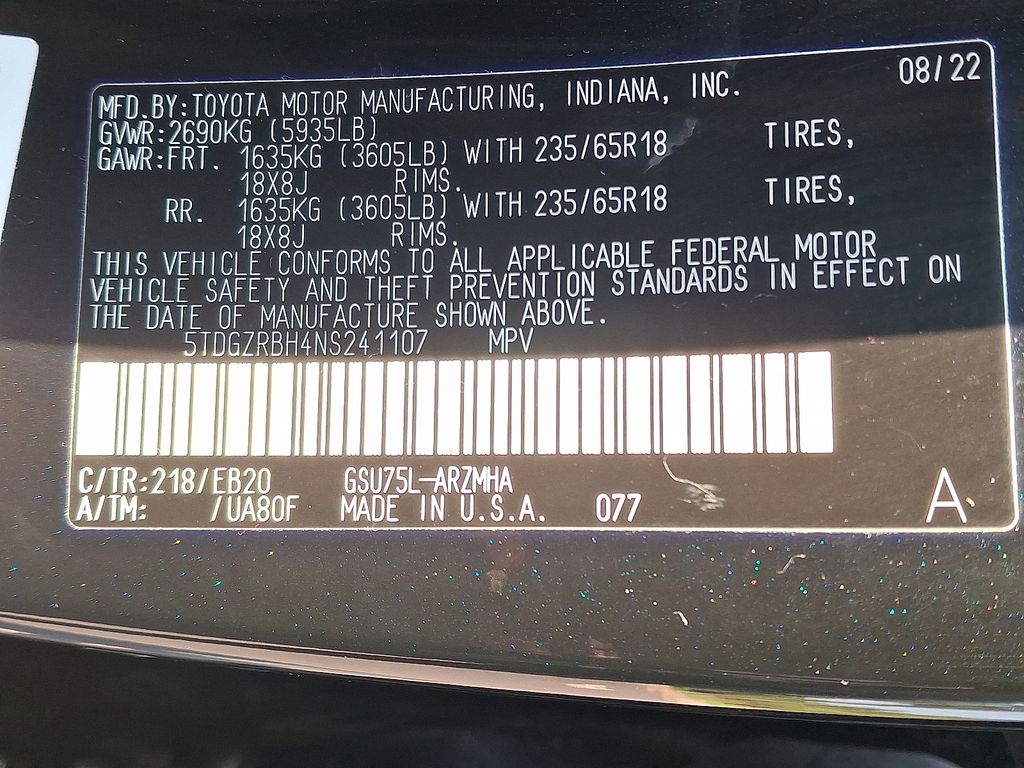 08/22
MFD.BY:TOYOTA MOTOR MANUFACTURING, INDIANA, INC.
GVWR:2690KG (5935LB)
GAWR:FRT. 1635KG (3605LB) WITH 235/65R18 TIRES,
18X8J RIMS.
RR. 1635KG (3605LB) WITH 235/65R18 TIRES,
18X8J RIMS.
THIS VEHICLE CONFORMS TO ALL APPLICABLE FEDERAL MOTOR
VEHICLE SAFETY AND THEFT PREVENTION STANDARDS IN EFFECT ON
THE DATE OF MANUFACTURE SHOWN ABOVE.
5TDGZRBH4NS241107 MPV
C/TR:218/EB20 GSU75L-ARZMHA
A/TM: /UA80F MADE IN U.S.A. 077 A